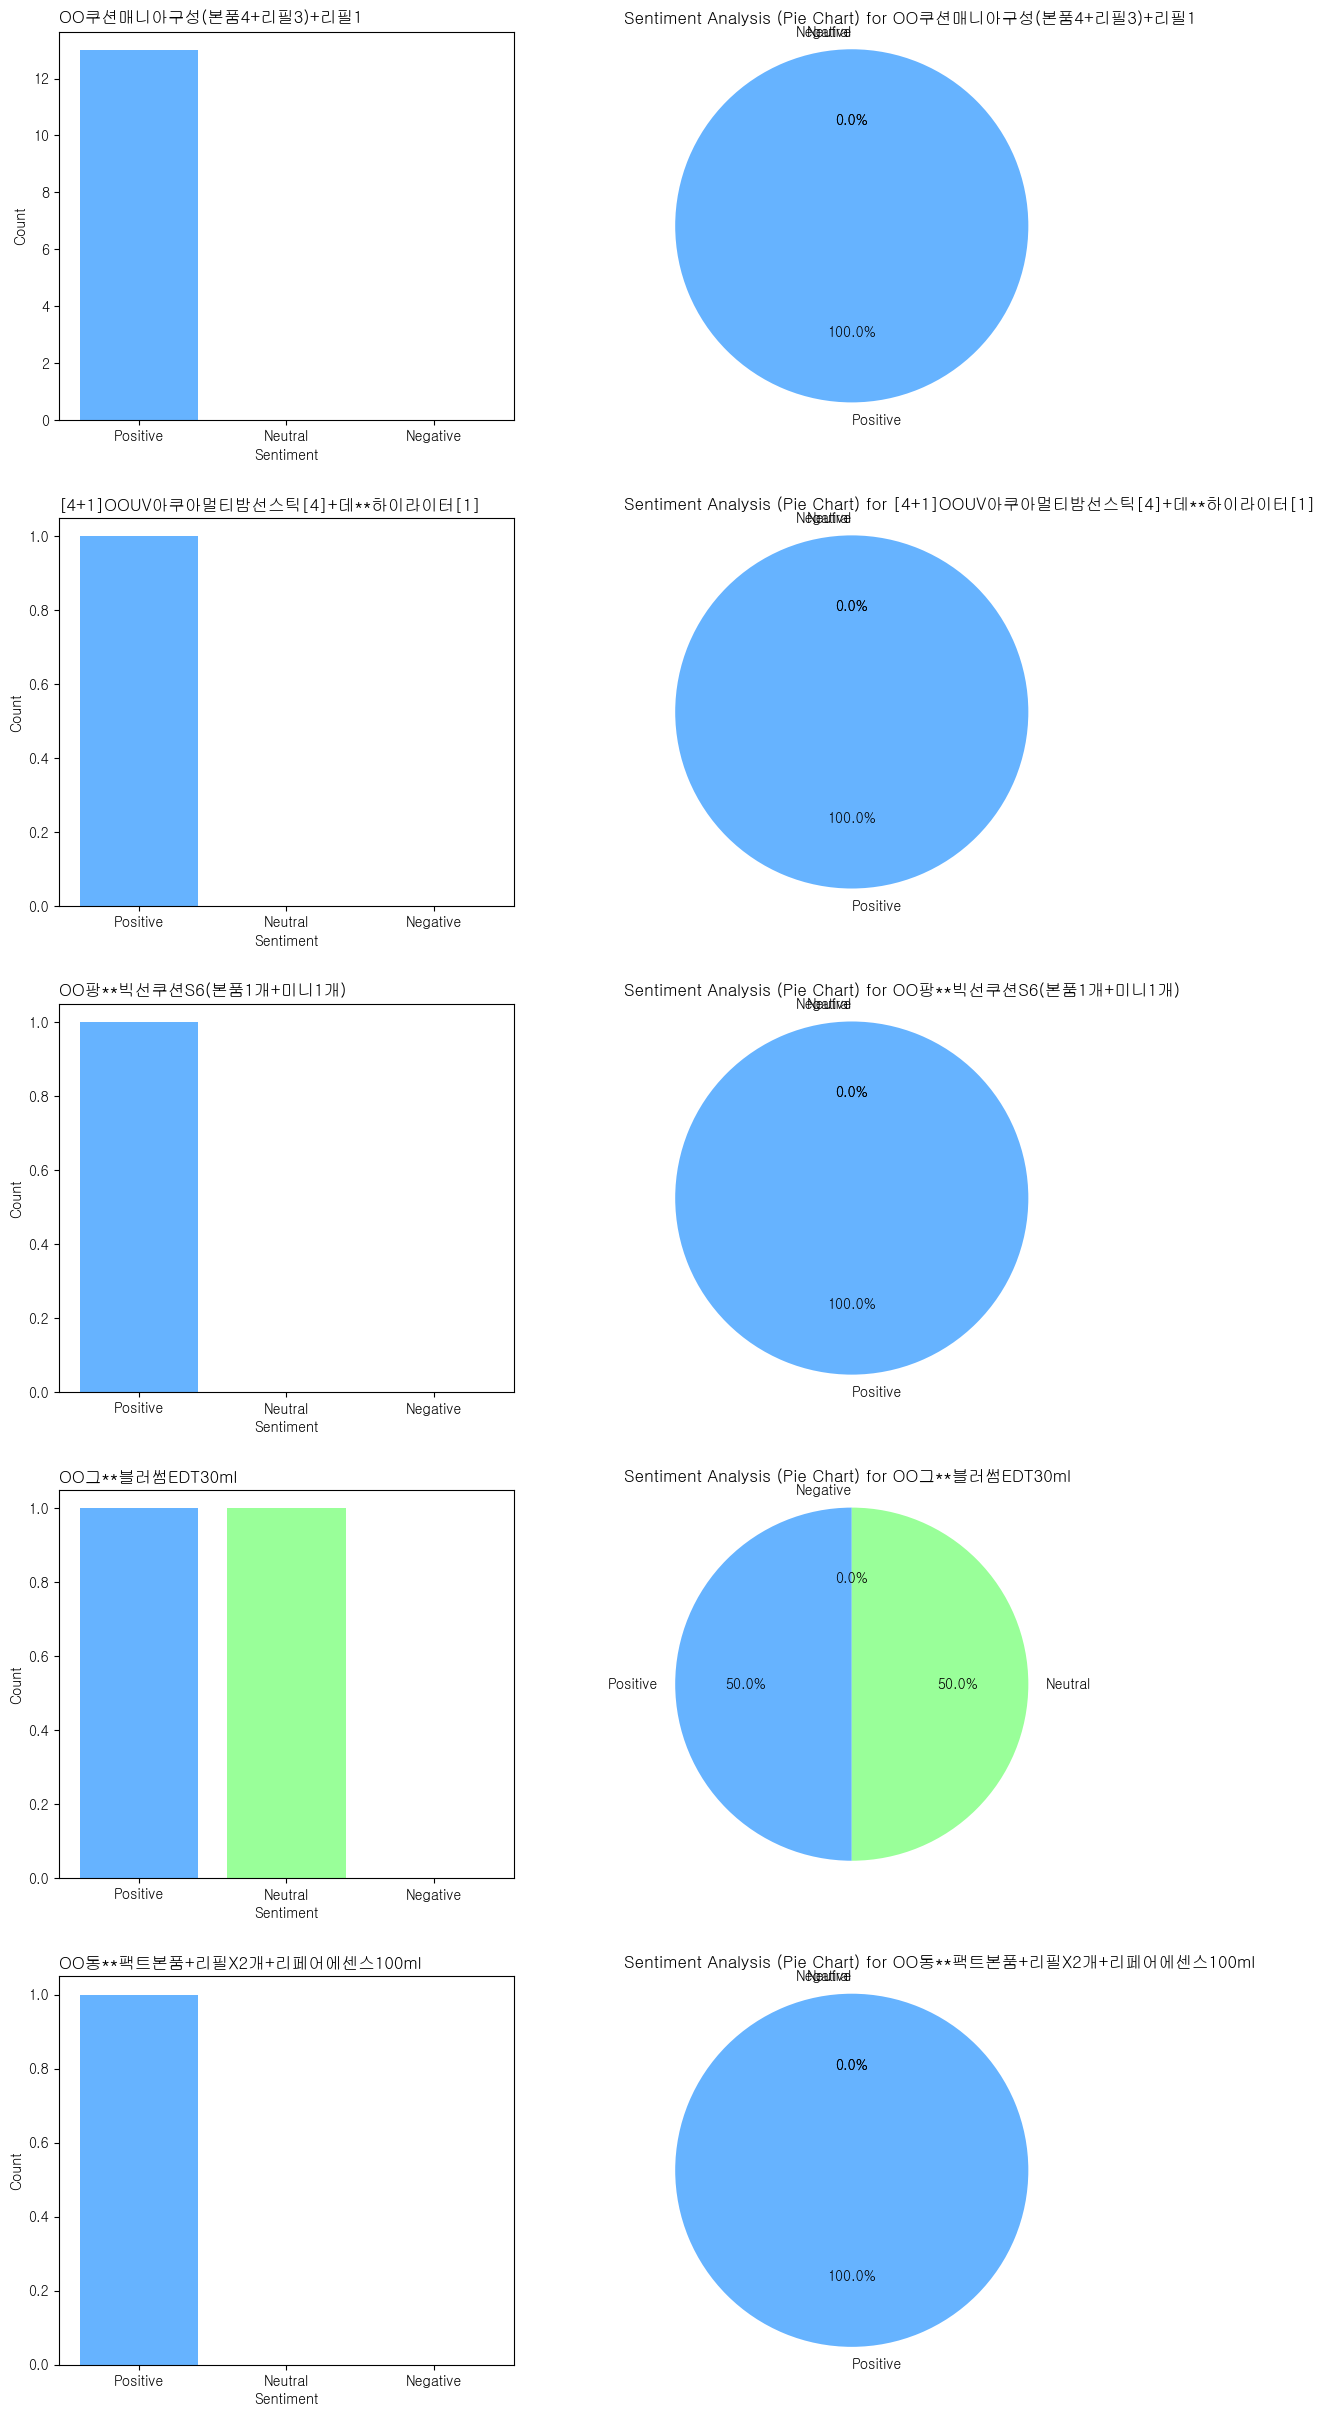 OO쿠션매니아구성(본품4+리필3)+리필1
12
10
8
6
4
2
0
Count
Positive
Neutral
Negative
Sentiment
Sentiment Analysis (Pie Chart) for OO쿠션매니아구성(본품4+리필3)+리필1
Negative
Neutral
0.0%
100.0%
Positive
[4+1]OOUV아쿠아멀티밤선스틱[4]+데**하이라이터[1]
1.0
0.8
0.6
0.4
0.2
0.0
Count
Positive
Neutral
Negative
Sentiment
Sentiment Analysis (Pie Chart) for [4+1]OOUV아쿠아멀티밤선스틱[4]+데**하이라이터[1]
Negative
Neutral
0.0%
100.0%
Positive
OO팡**빅선쿠션S6(본품1개+미니1개)
1.0
0.8
0.6
0.4
0.2
0.0
Count
Positive
Neutral
Negative
Sentiment
Sentiment Analysis (Pie Chart) for OO팡**빅선쿠션S6(본품1개+미니1개)
Negative
Neutral
0.0%
100.0%
Positive
OO그**블러썸EDT30ml
1.0
0.8
0.6
0.4
0.2
0.0
Count
Positive
Neutral
Negative
Sentiment
Sentiment Analysis (Pie Chart) for OO그**블러썸EDT30ml
Negative
0.0%
Positive
50.0%
50.0%
Neutral
OO동**팩트본품+리필X2개+리페어에센스100ml
1.0
0.8
0.6
0.4
0.2
0.0
Count
Positive
Neutral
Negative
Sentiment
Sentiment Analysis (Pie Chart) for OO동**팩트본품+리필X2개+리페어에센스100ml
Negative
Neutral
0.0%
100.0%
Positive